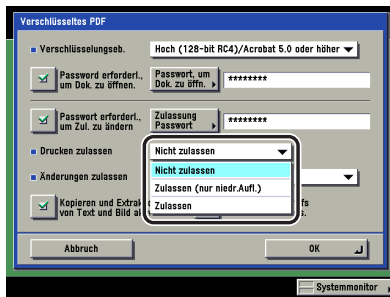 Verschlüsseltes PDF
Verschlüsselungseb.
Hoch (128-bit RC4)/Acrobat 5.0 oder höher
Password erforderl.,
um Dok. zu öffnen.
Passwort, um
Dok. zu öffn.
********
Passwort erforderl.,
um Zul. zu ändern
Zulassung
Passwort
********
Drucken zulassen
Nicht zulassen
Nicht zulassen
Zulassen (nur niedr.Aufl.)
Zulassen
Änderungen zulassen
Kopieren und Extrak
von Text und Bild ak
fs
s.
Abbruch
OK
Systemmonitor